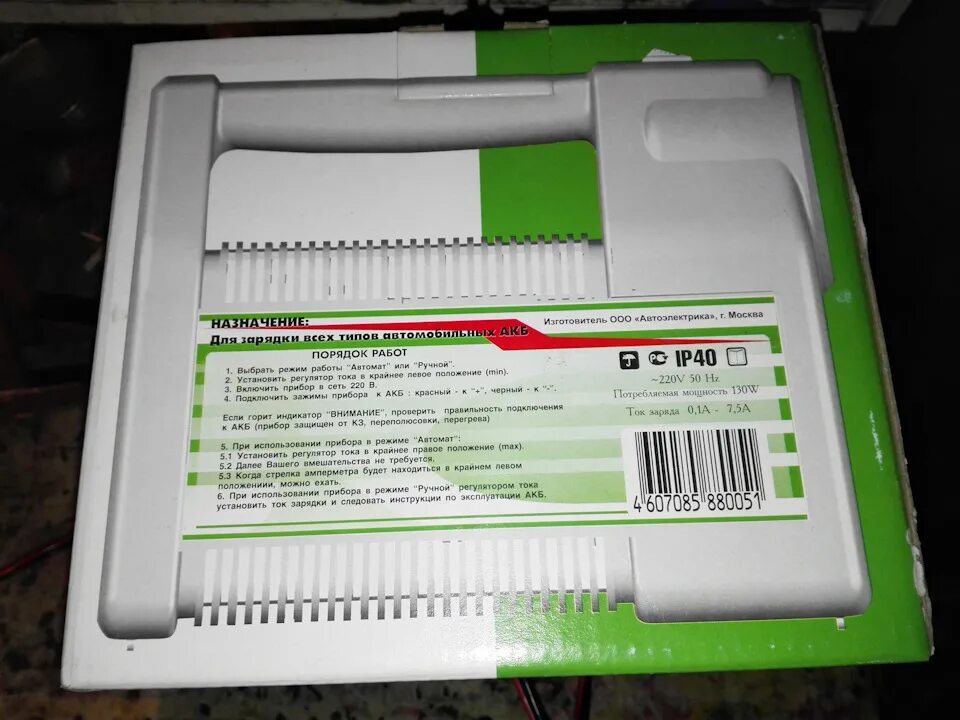 НАЗНАЧЕНИЕ:
Для зарядки всех типов автомобильных АКБ
Изготовитель ООО «Автоэлектрика», г. Москва
ПОРЯДОК РАБОТ
1. Выбрать режим работы "Автомат" или "Ручной".
2. Установить регулятор тока в крайнее левое положение (min).
3. Включить прибор в сеть 220 В.
4. Подключить зажимы прибора к АКБ : красный - к "+", черный - к "-".
Если горит индикатор "ВНИМАНИЕ", проверить правильность подключения
к АКБ (прибор защищен от КЗ, переполюсовки, перегрева)
5. При использовании прибора в режиме "Автомат":
5.1 Установить регулятор тока в крайнее правое положение (max).
5.2 Далее Вашего вмешательства не требуется,
5.3 Когда стрелка амперметра будет находиться в крайнем левом
положениии, можно ехать.
6. При использовании прибора в режиме "Ручной" регулятором тока
установить ток зарядки и следовать инструкции по эксплуатации АКБ.
IP40
~220V 50 Hz
Потребляемая мощность 130W
Ток заряда 0,1А - 7,5А
4 607085 880051